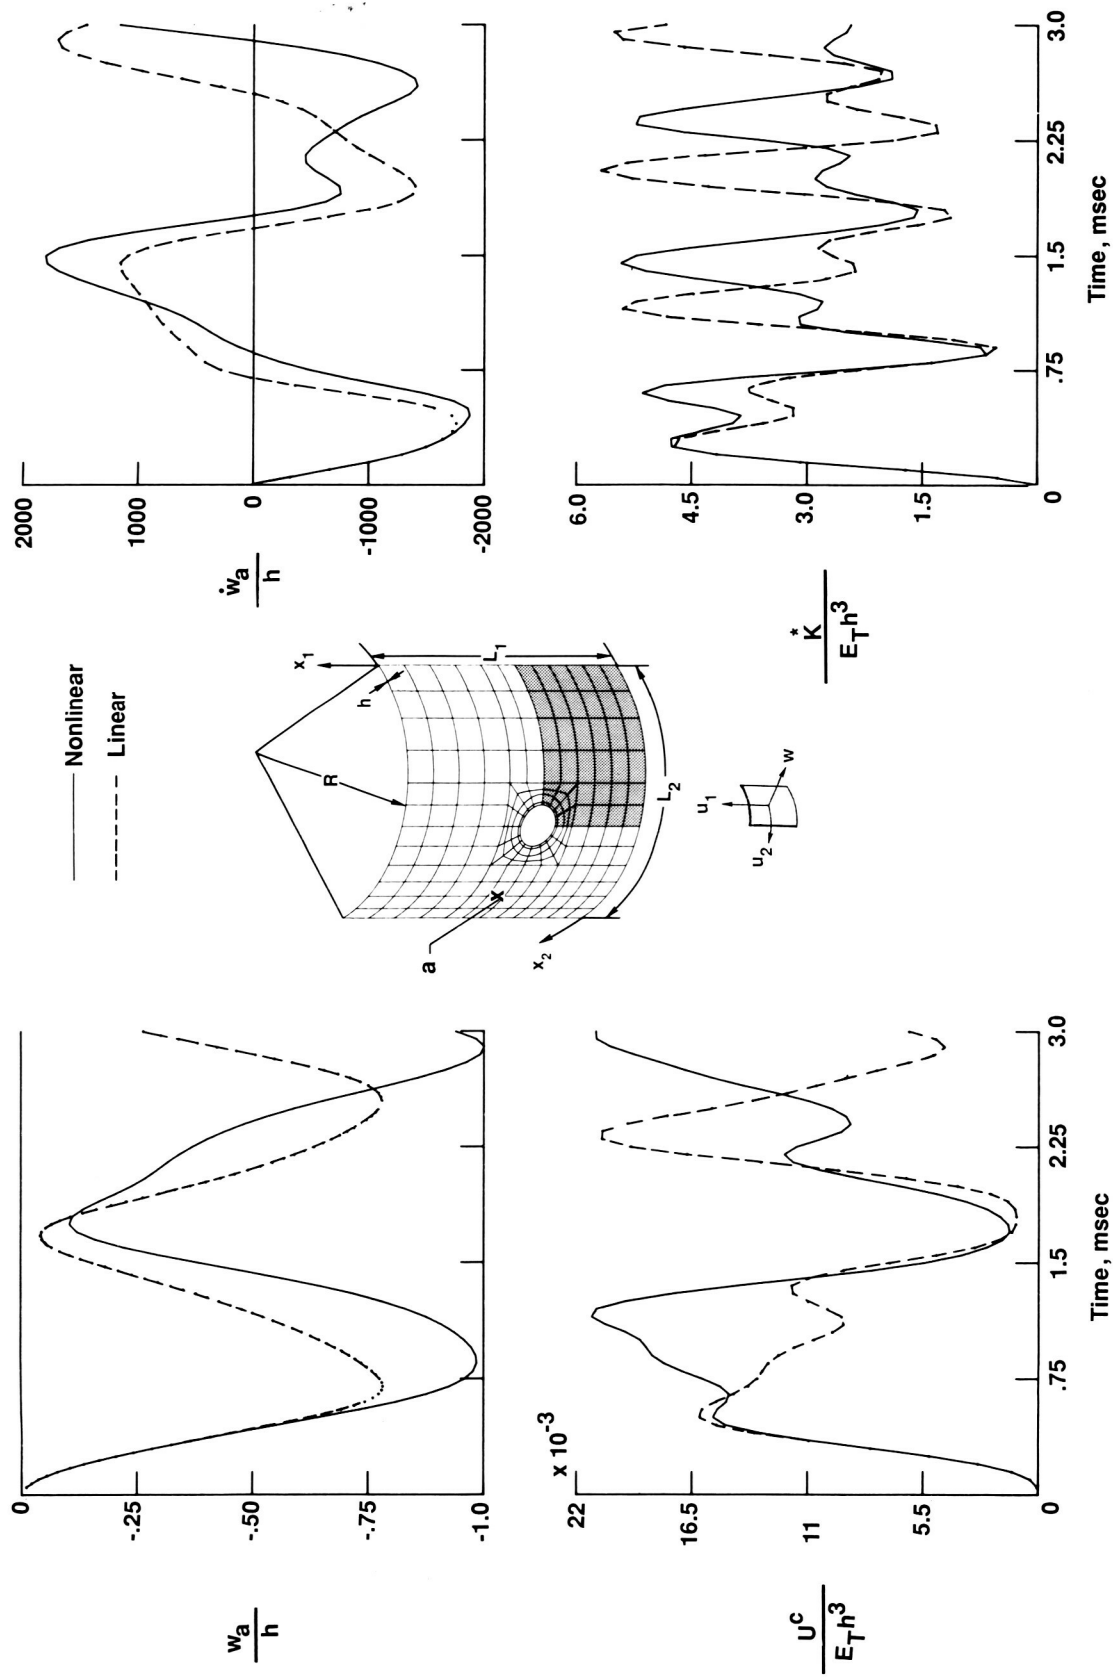 Nonlinear
Linear
0
-.25
-.50
-.75
-1.0
w_a
h
2000
1000
0
-1000
-2000
ẇ_a
h
x_1
h
L_1
R
L_2
a
x_2
u_1
u_2
w
x 10^-3
22
16.5
11
5.5
0
U^c
E_T h^3
.75
1.5
2.25
3.0
Time, msec
6.0
4.5
3.0
1.5
0
*
K
E_T h^3
.75
1.5
2.25
3.0
Time, msec